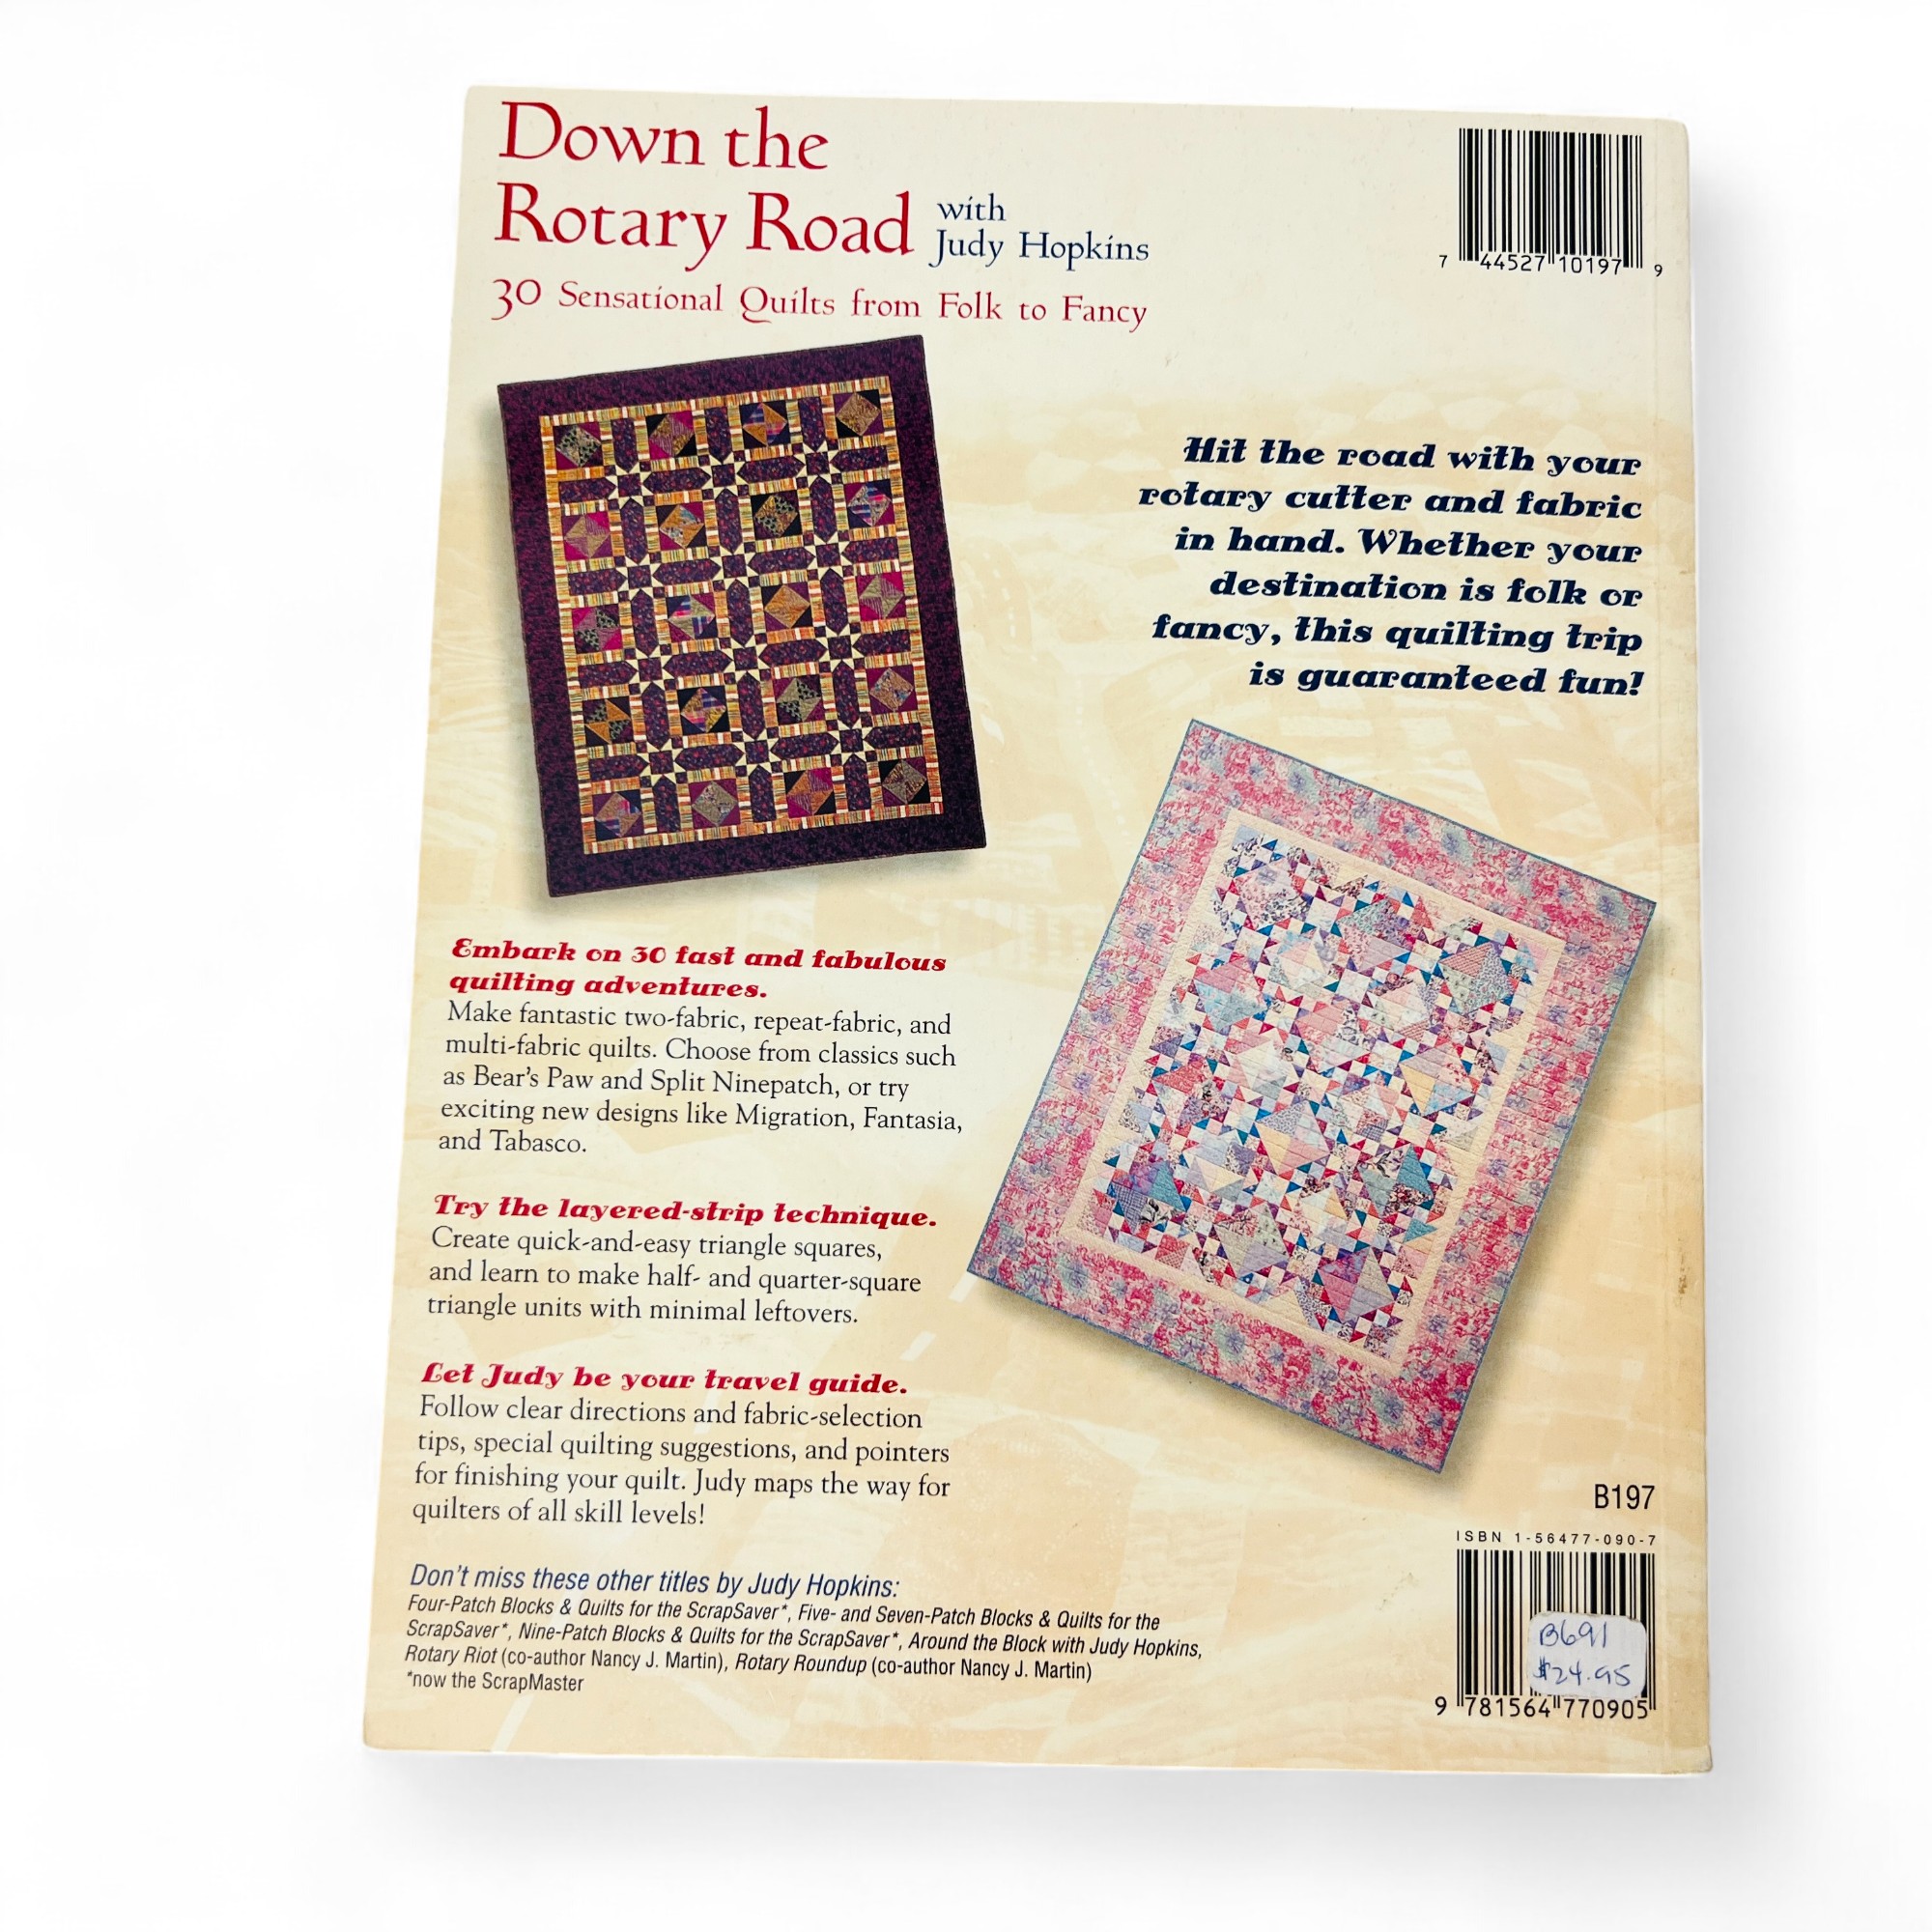 Down the
Rotary Road with
Judy Hopkins
30 Sensational Quilts from Folk to Fancy
7 44527 10197 9
Hit the road with your
rotary cutter and fabric
in hand. Whether your
destination is folk or
fancy, this quilting trip
is guaranteed fun!
Embark on 30 fast and fabulous
quilting adventures.
Make fantastic two-fabric, repeat-fabric, and
multi-fabric quilts. Choose from classics such
as Bear's Paw and Split Ninepatch, or try
exciting new designs like Migration, Fantasia,
and Tabasco.
Try the layered-strip technique.
Create quick-and-easy triangle squares,
and learn to make half- and quarter-square
triangle units with minimal leftovers.
Let Judy be your travel guide.
Follow clear directions and fabric-selection
tips, special quilting suggestions, and pointers
for finishing your quilt. Judy maps the way for
quilters of all skill levels!
Don't miss these other titles by Judy Hopkins:
Four-Patch Blocks & Quilts for the ScrapSaver*, Five- and Seven-Patch Blocks & Quilts for the
ScrapSaver*, Nine-Patch Blocks & Quilts for the ScrapSaver*, Around the Block with Judy Hopkins,
Rotary Riot (co-author Nancy J. Martin), Rotary Roundup (co-author Nancy J. Martin)
*now the ScrapMaster
B197
ISBN 1-56477-090-7
B691
$24.95
9 781564 770905